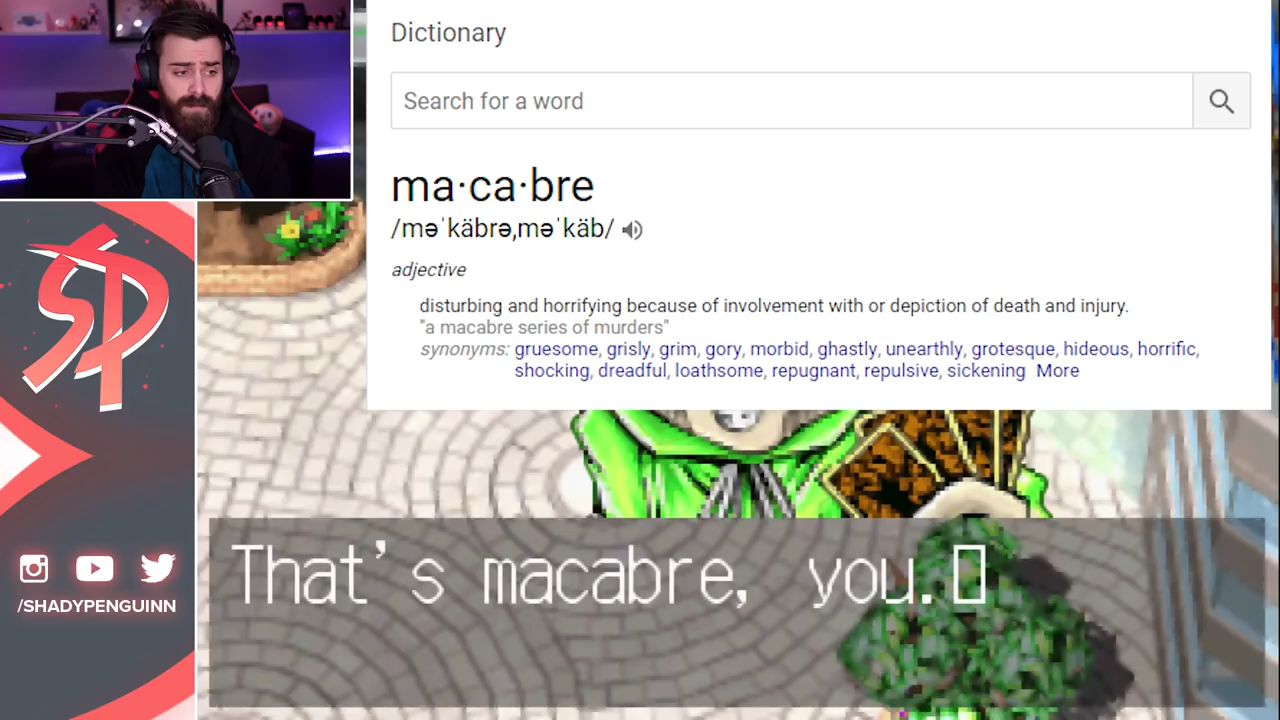 Dictionary
Search for a word
ma·ca·bre
/məˈkäbrə,məˈkäb/
adjective
disturbing and horrifying because of involvement with or depiction of death and injury.
"a macabre series of murders"
synonyms: gruesome, grisly, grim, gory, morbid, ghastly, unearthly, grotesque, hideous, horrific,
shocking, dreadful, loathsome, repugnant, repulsive, sickening More
SP
/SHADYPENGUINN
That's macabre, you.